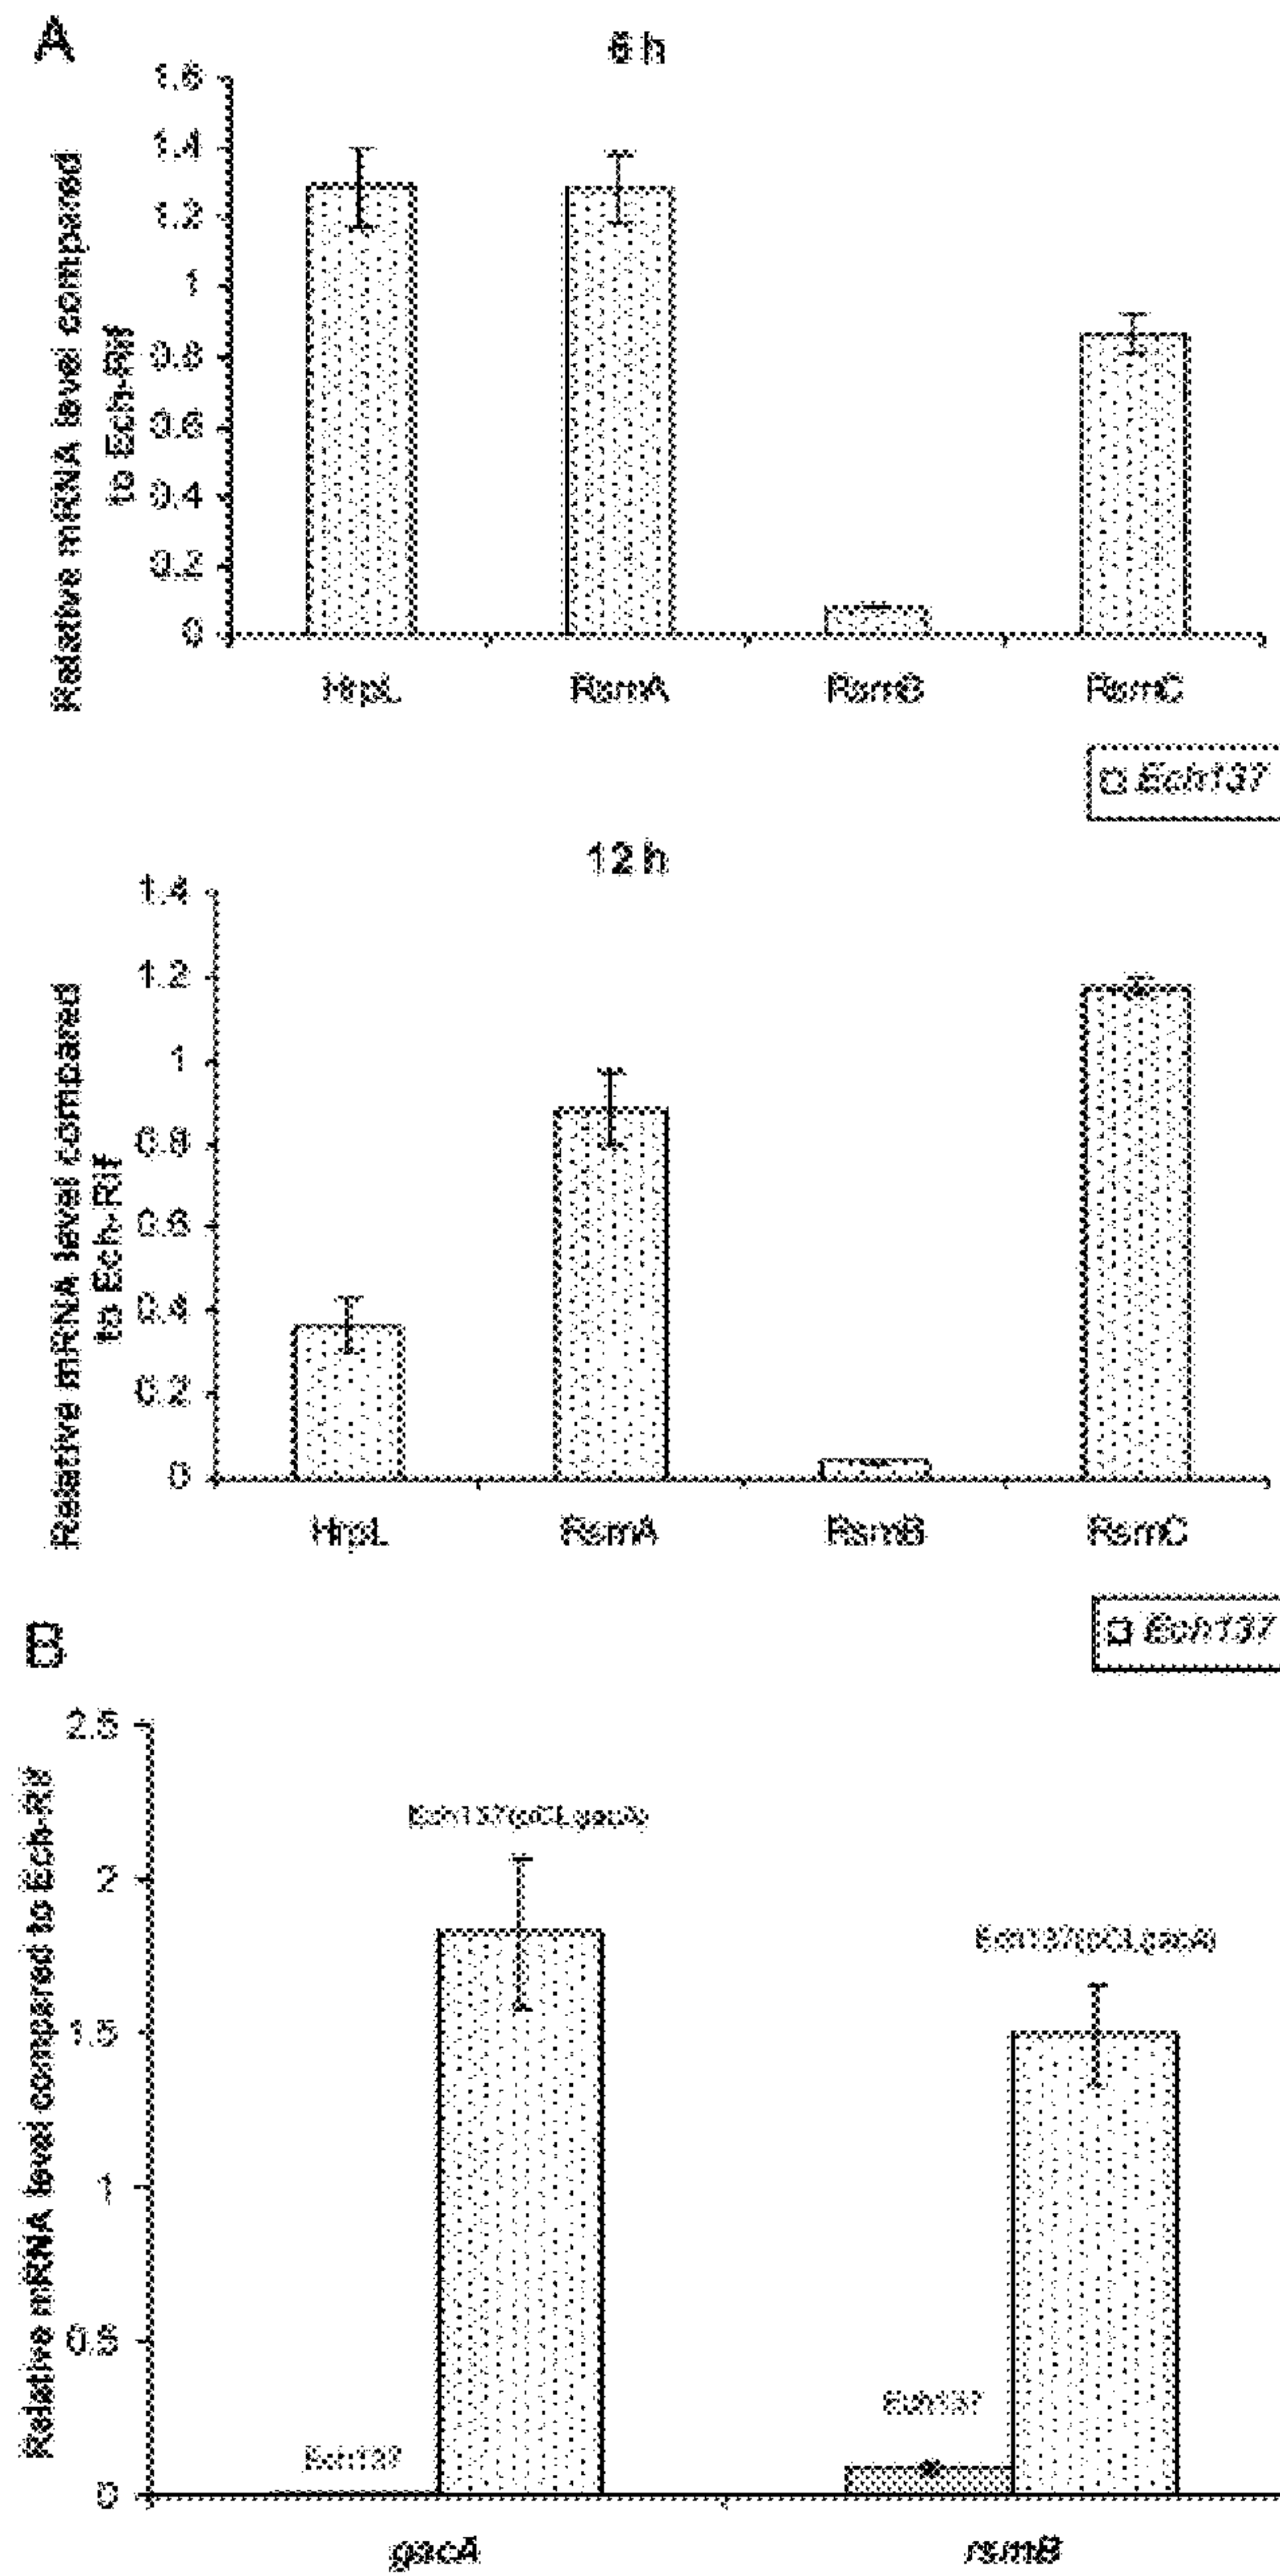 A
6 h
1.6
1.4
1.2
1
0.8
0.6
0.4
0.2
0
Relative mRNA level compared
to Ech-Rif
HrpL RsmA RsmB RsmC
Ech137
12 h
1.4
1.2
1
0.8
0.6
0.4
0.2
0
Relative mRNA level compared
to Ech-Rif
HrpL RsmA RsmB RsmC
Ech137
B
2.5
2
1.5
1
0.5
0
Relative mRNA level compared to Ech-Rif
Ech137(pCLgacA)
Ech137(pCLgacA)
Ech137
Ech137
gacA rsmB